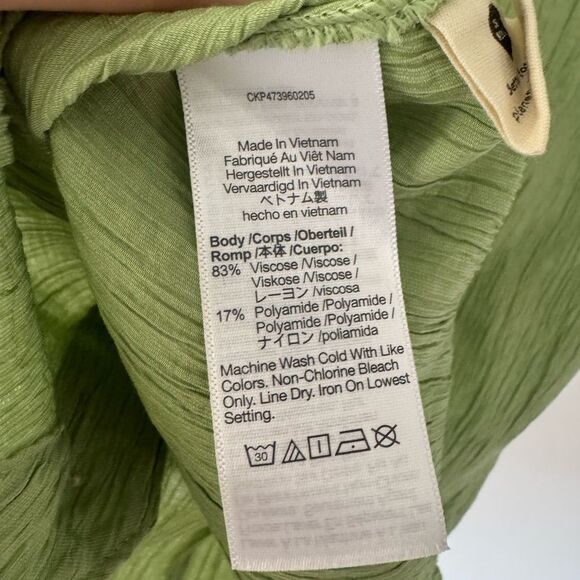 CKP473960205
Made In Vietnam
Fabriqué Au Viêt Nam
Hergestellt In Vietnam
Vervaardigd In Vietnam
ベトナム製
hecho en vietnam
Body /Corps /Oberteil /
Romp /本体 /Cuerpo:
83% Viscose /Viscose /
Viskose /Viscose /
レーヨン /viscosa
17% Polyamide /Polyamide /
Polyamide /Polyamide /
ナイロン /poliamida
Machine Wash Cold With Like
Colors. Non-Chlorine Bleach
Only. Line Dry. Iron On Lowest
Setting.
30